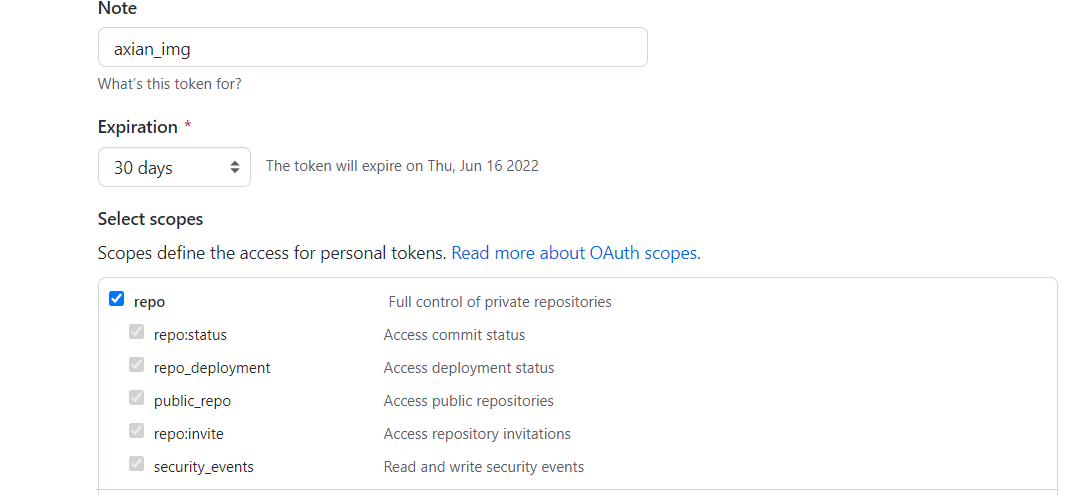 Note
axian_img
What's this token for?
Expiration *
30 days The token will expire on Thu, Jun 16 2022
Select scopes
Scopes define the access for personal tokens. Read more about OAuth scopes.
repo Full control of private repositories
repo:status Access commit status
repo_deployment Access deployment status
public_repo Access public repositories
repo:invite Access repository invitations
security_events Read and write security events